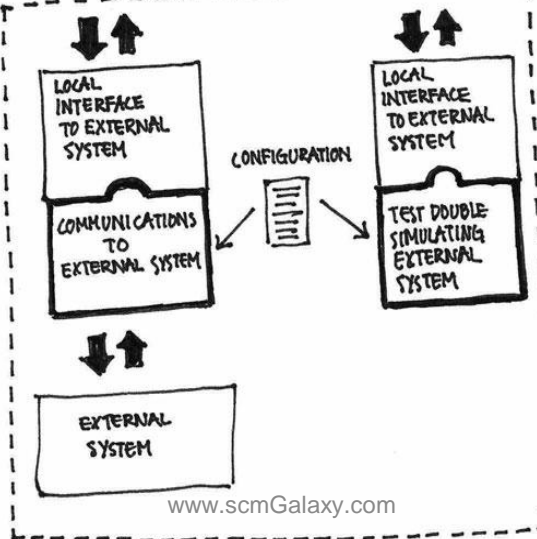 LOCAL
INTERFACE
TO EXTERNAL
SYSTEM
COMMUNICATIONS
TO
EXTERNAL SYSTEM
CONFIGURATION
LOCAL
INTERFACE
TO EXTERNAL
SYSTEM
TEST DOUBLE
SIMULATING
EXTERNAL
SYSTEM
EXTERNAL
SYSTEM
www.scmGalaxy.com